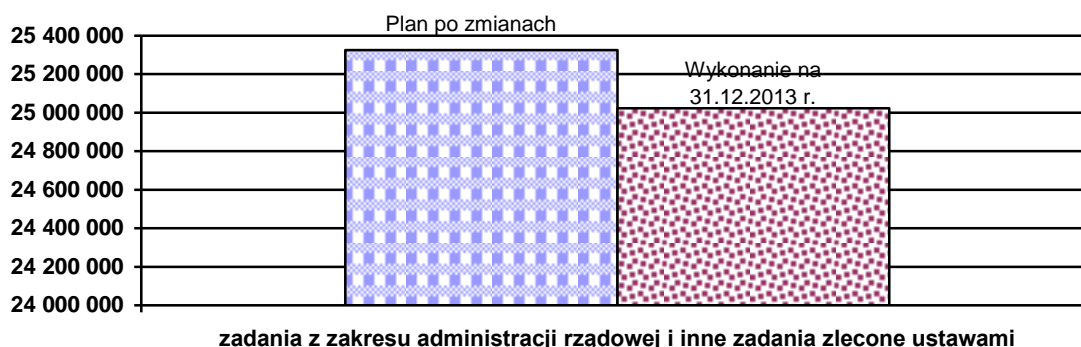 Plan po zmianach
25 400 000
25 200 000
Wykonanie na
31.12.2013 r.
25 000 000
24 800 000
24 600 000
24 400 000
24 200 000
24 000 000
zadania z zakresu administracji rządowej i inne zadania zlecone ustawami